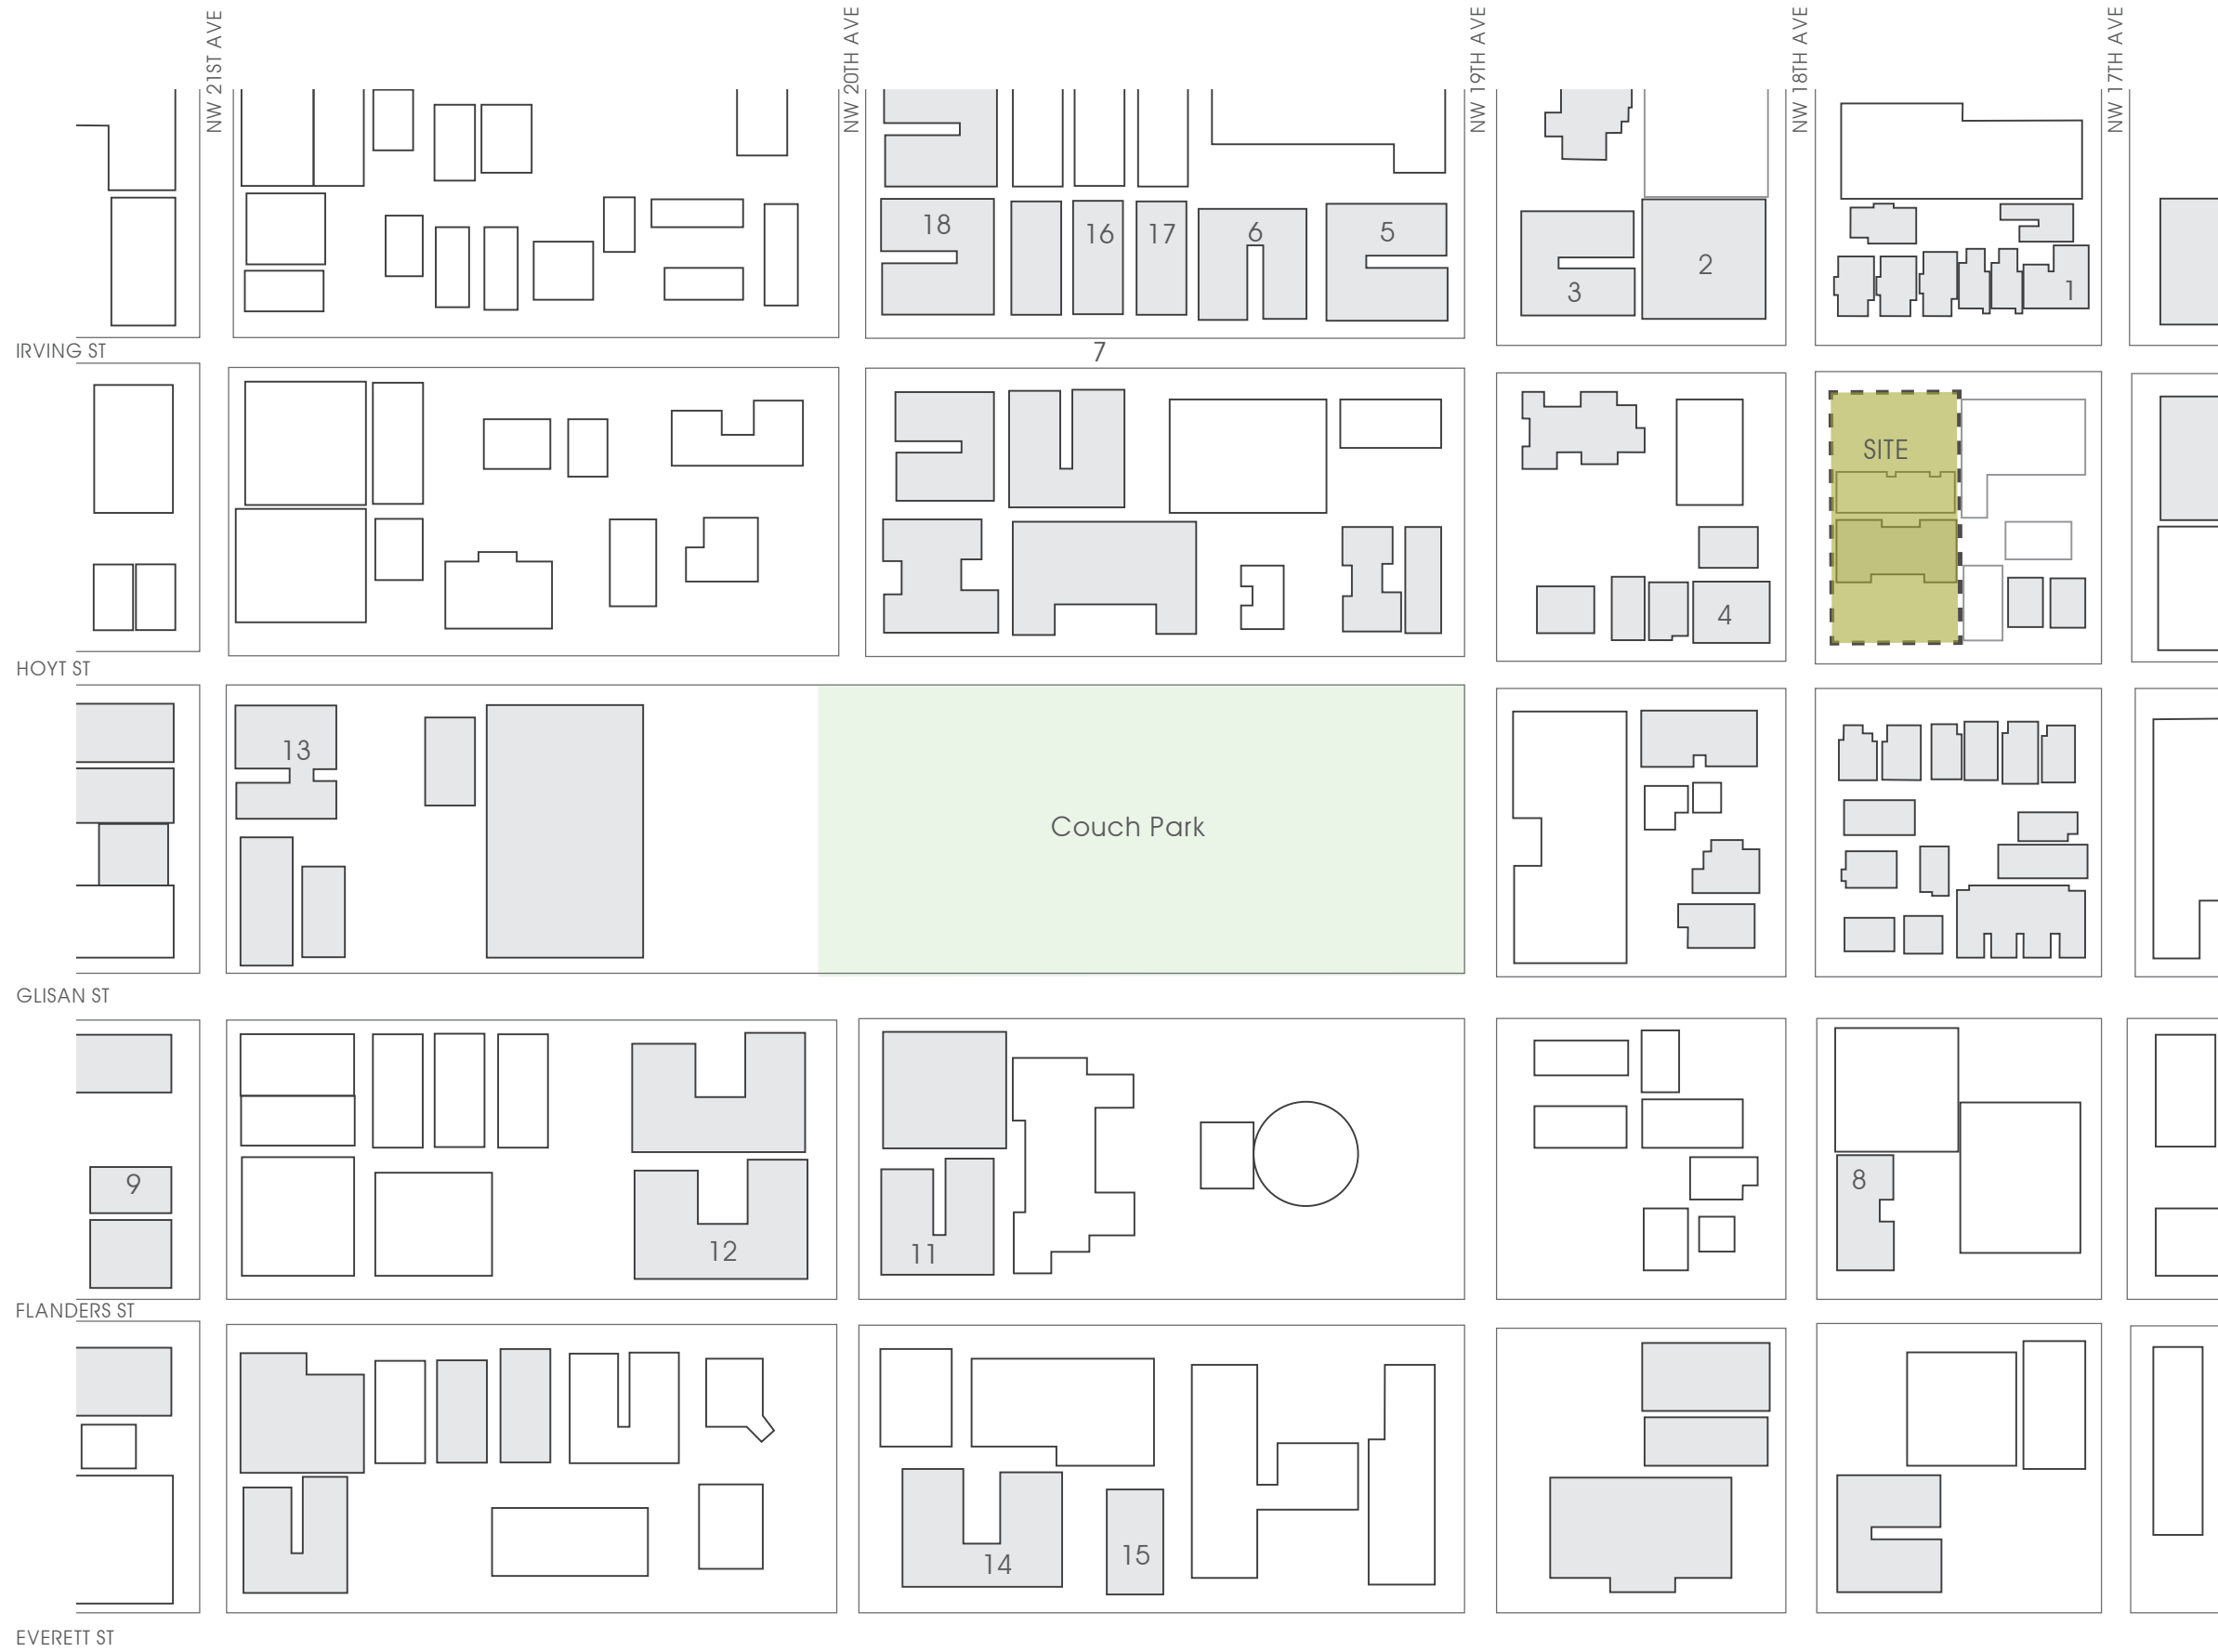 NW 21ST AVE
NW 20TH AVE
NW 19TH AVE
NW 18TH AVE
NW 17TH AVE
18
16
17
6
5
3
2
1
IRVING ST
7
SITE
4
HOYT ST
13
Couch Park
GLISAN ST
9
12
11
8
FLANDERS ST
14
15
EVERETT ST